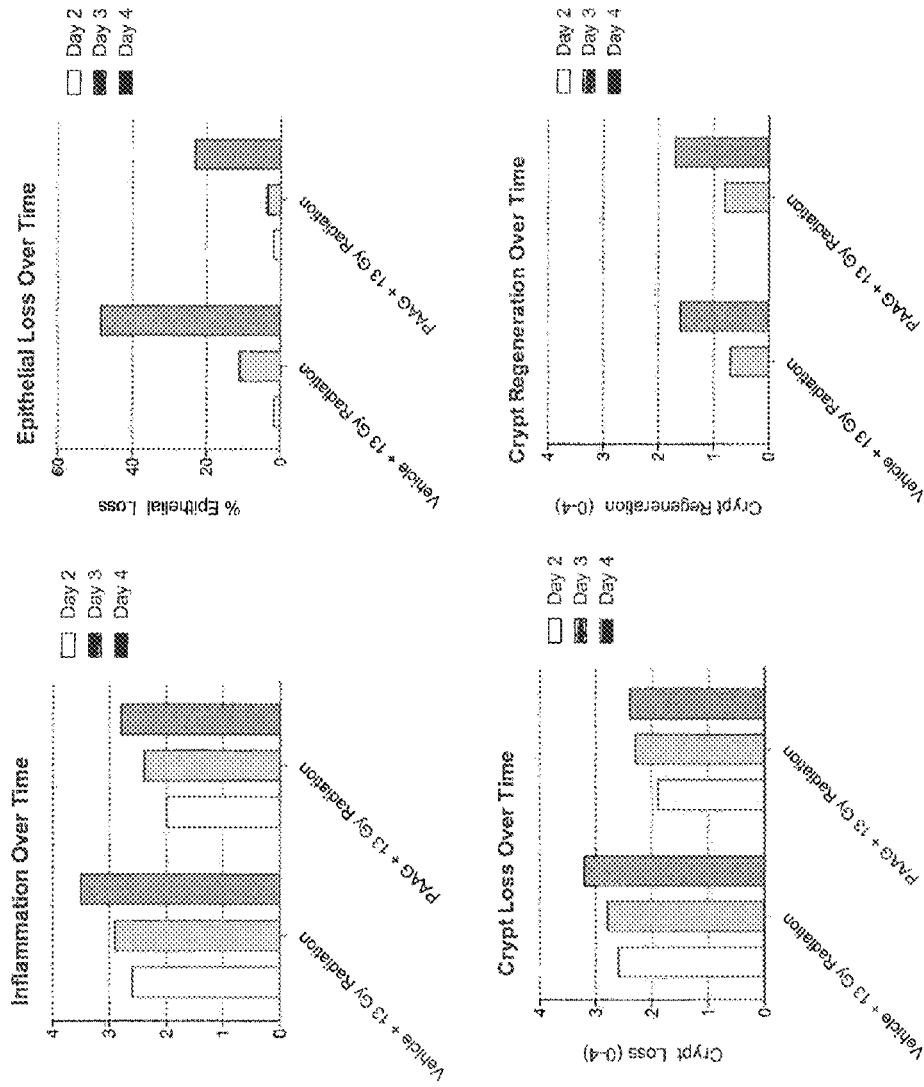 Inflammation Over Time
Day 2
Day 3
Day 4
4
3
2
1
0
Vehicle + 13 Gy Radiation
PAAG + 13 Gy Radiation
Epithelial Loss Over Time
Day 2
Day 3
Day 4
% Epithelial Loss
60
40
20
0
Vehicle + 13 Gy Radiation
PAAG + 13 Gy Radiation
Crypt Loss Over Time
Day 2
Day 3
Day 4
Crypt Loss (0-4)
4
3
2
1
0
Vehicle + 13 Gy Radiation
PAAG + 13 Gy Radiation
Crypt Regeneration Over Time
Day 2
Day 3
Day 4
Crypt Regeneration (0-4)
4
3
2
1
0
Vehicle + 13 Gy Radiation
PAAG + 13 Gy Radiation